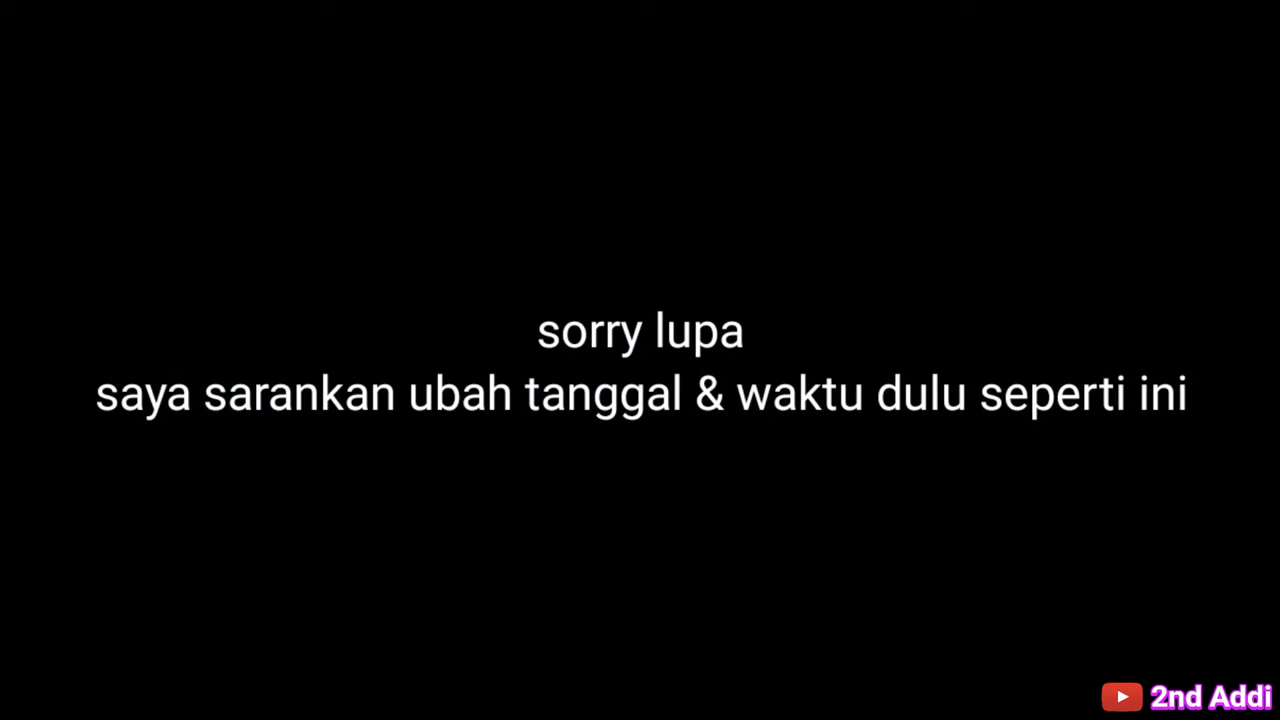 sorry lupa
saya sarankan ubah tanggal & waktu dulu seperti ini
2nd Addi